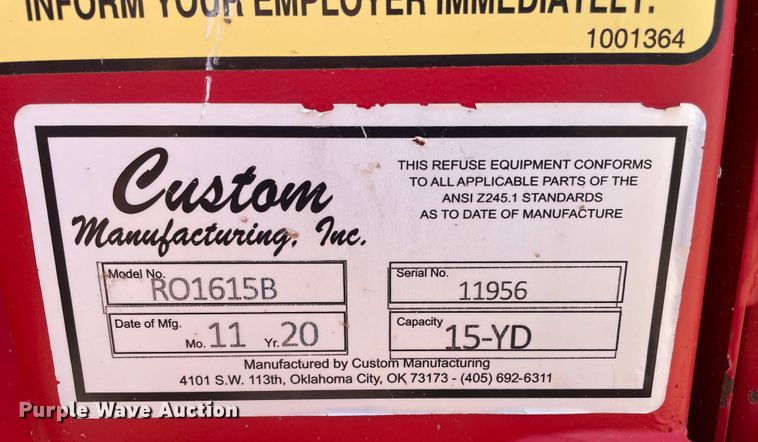 INFORM YOUR EMPLOYER IMMEDIATELY.
1001364
Custom
Manufacturing, Inc.
THIS REFUSE EQUIPMENT CONFORMS
TO ALL APPLICABLE PARTS OF THE
ANSI Z245.1 STANDARDS
AS TO DATE OF MANUFACTURE
Model No. RO1615B
Serial No. 11956
Date of Mfg. Mo. 11 Yr. 20
Capacity 15-YD
Manufactured by Custom Manufacturing
4101 S.W. 113th, Oklahoma City, OK 73173 - (405) 692-6311
Purple Wave Auction